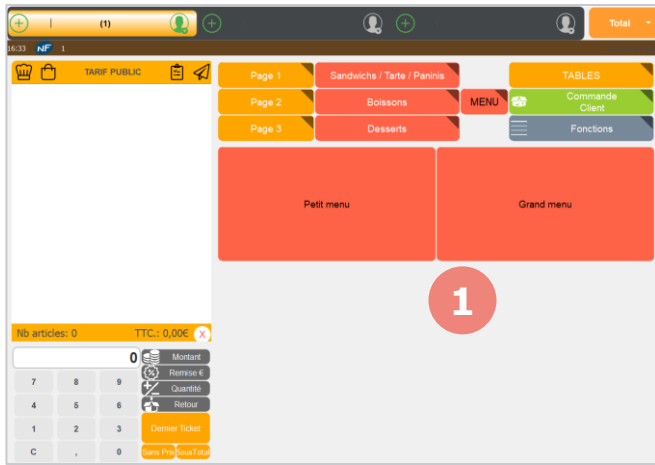 (1)
Total
16:33 NF 1
TARIF PUBLIC
Page 1
Sandwichs / Tarte / Paninis
TABLES
Page 2
Boissons
MENU
Commande
Client
Page 3
Desserts
Fonctions
Petit menu
Grand menu
1
Nb articles: 0
TTC.: 0,00€ X
0
Montant
Remise €
Quantité
Retour
7 8 9
4 5 6
1 2 3
C , 0
Dernier Ticket
Sans Prix
SousTotal